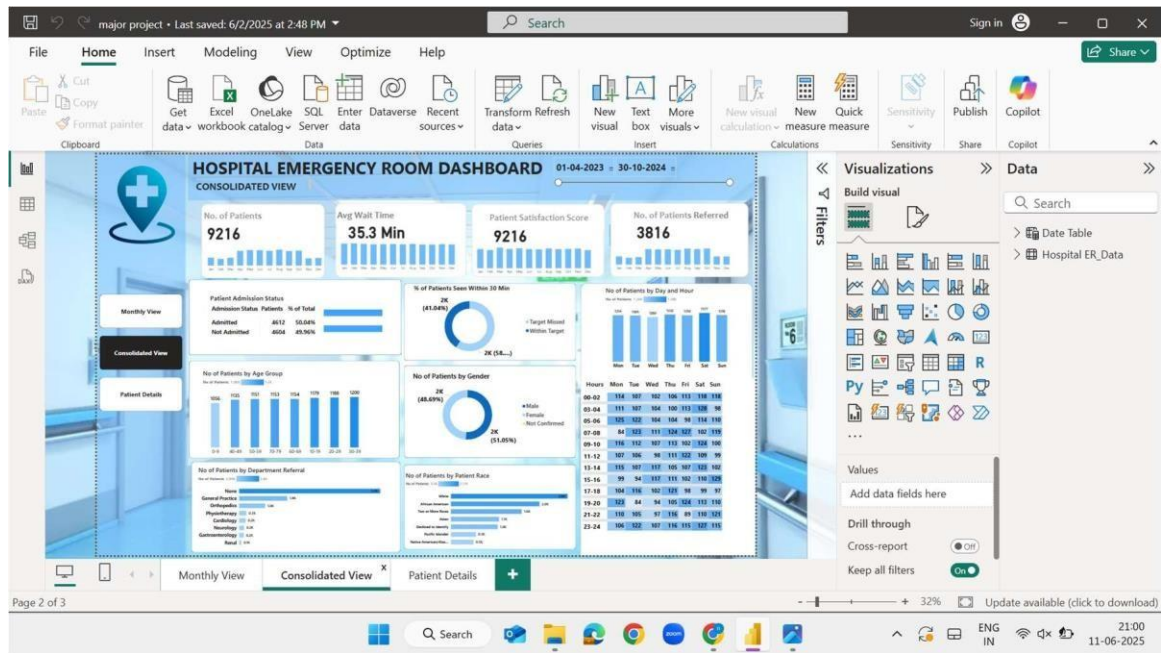 major project • Last saved: 6/2/2025 at 2:48 PM
Search
Sign in
File Home Insert Modeling View Optimize Help
Share
Paste
Cut
Copy
Format painter
Get data
Excel workbook
OneLake catalog
SQL Server
Enter data
Dataverse
Recent sources
Transform data
Refresh
New visual
Text box
More visuals
New visual calculation
New measure
Quick measure
Sensitivity
Publish
Copilot
Clipboard Data Queries Insert Calculations Sensitivity Share Copilot
HOSPITAL EMERGENCY ROOM DASHBOARD
01-04-2023 30-10-2024
CONSOLIDATED VIEW
No. of Patients
9216
Avg Wait Time
35.3 Min
Patient Satisfaction Score
9216
No. of Patients Referred
3816
Monthly View
Consolidated View
Patient Details
Patient Admission Status
Admission Status Patients % of Total
Admitted 4612 50.04%
Not Admitted 4604 49.96%
% of Patients Seen Within 30 Min
2K
(41.04%)
Target Missed
Within Target
2K (58....)
No of Patients by Day and Hour
Mon Tue Wed Thu Fri Sat Sun
No of Patients by Age Group
No of Patients by Gender
2K
(48.69%)
Male
Female
Not Confirmed
2K
(51.05%)
Hours Mon Tue Wed Thu Fri Sat Sun
00-02 114 107 102 106 113 118 118
03-04 111 107 104 100 113 128 98
05-06 125 122 104 104 98 114 110
07-08 84 123 111 124 127 102 119
09-10 116 112 107 113 102 124 100
11-12 107 106 98 111 122 109 99
13-14 115 107 117 105 107 123 102
15-16 99 94 117 111 102 110 129
17-18 104 116 102 121 98 99 97
19-20 123 84 94 105 124 113 110
21-22 110 105 97 116 89 110 121
23-24 106 122 107 116 115 127 115
No of Patients by Department Referral
None
General Practice
Orthopedics
Physiotherapy
Cardiology
Neurology
Gastroenterology
Renal
No of Patients by Patient Race
White
African American
Two or More Races
Asian
Declined to Identify
Pacific Islander
Filters
Visualizations
Build visual
Values
Add data fields here
Drill through
Cross-report
Off
Keep all filters
On
Data
Search
Date Table
Hospital ER_Data
Monthly View Consolidated View Patient Details
Page 2 of 3
32%
Update available (click to download)
Search
ENG
IN
21:00
11-06-2025